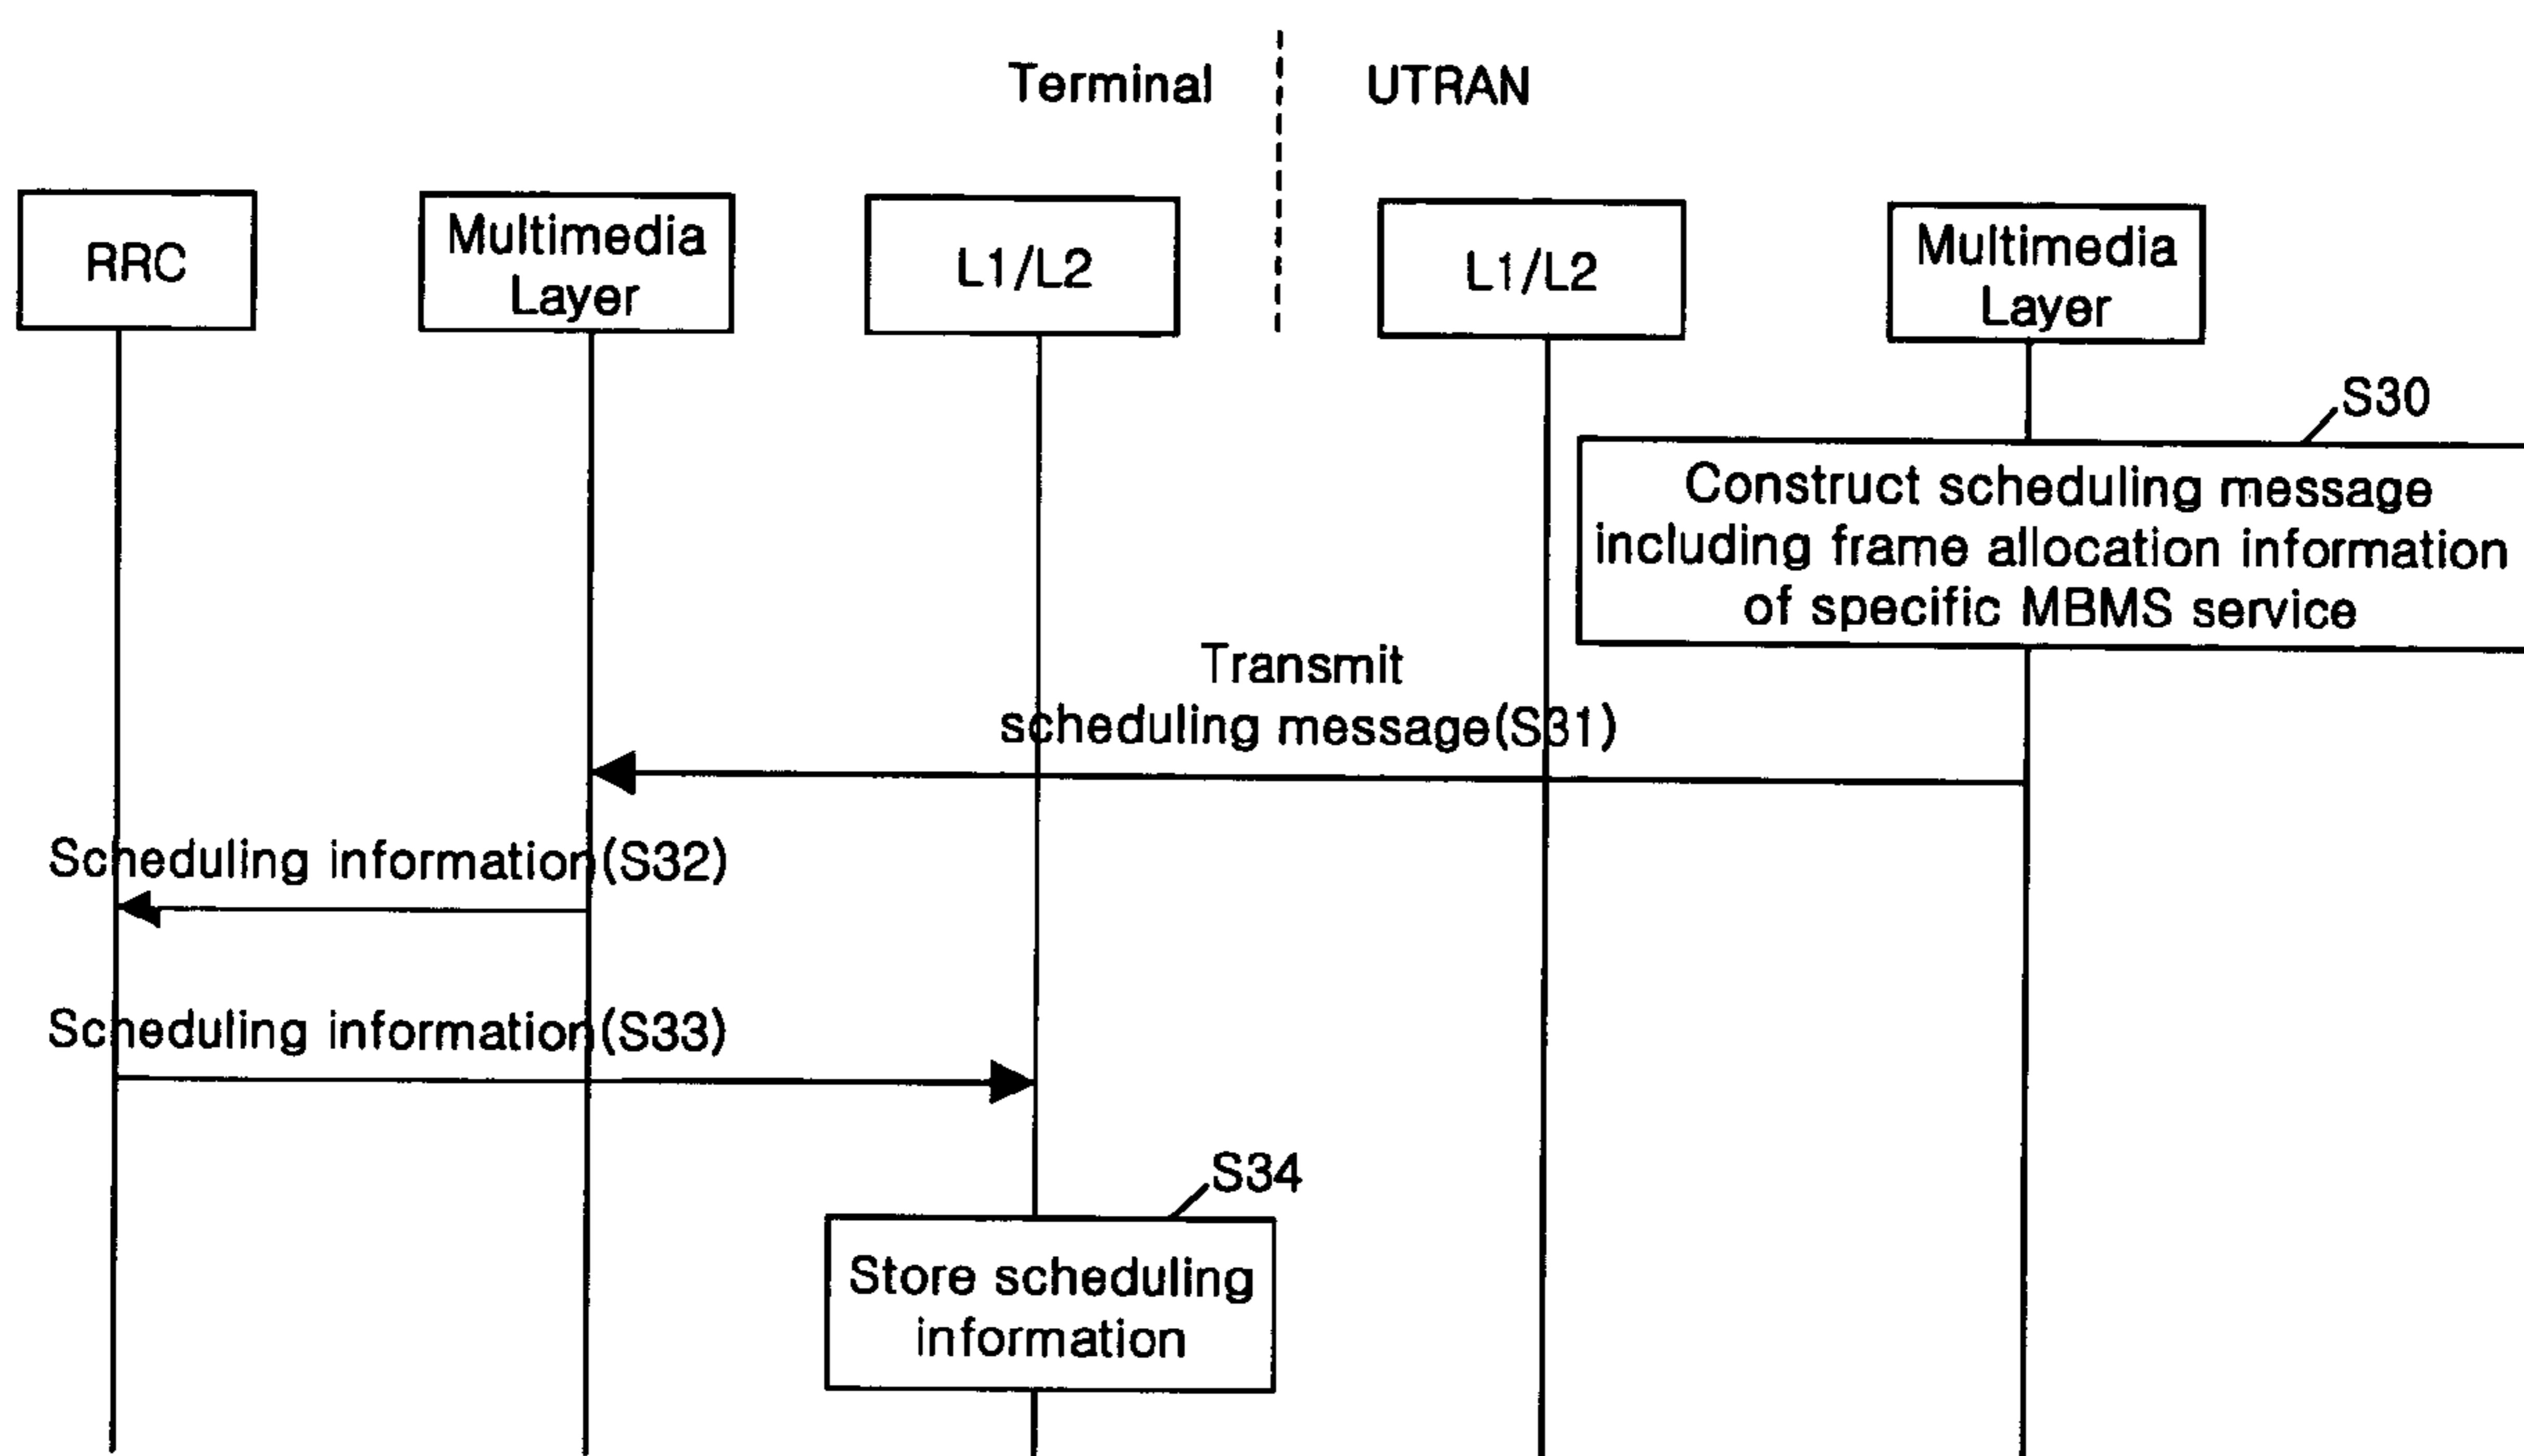 Terminal
UTRAN
RRC
Multimedia
Layer
L1/L2
L1/L2
Multimedia
Layer
S30
Construct scheduling message
including frame allocation information
of specific MBMS service
Transmit
scheduling message(S31)
Scheduling information(S32)
Scheduling information(S33)
S34
Store scheduling
information